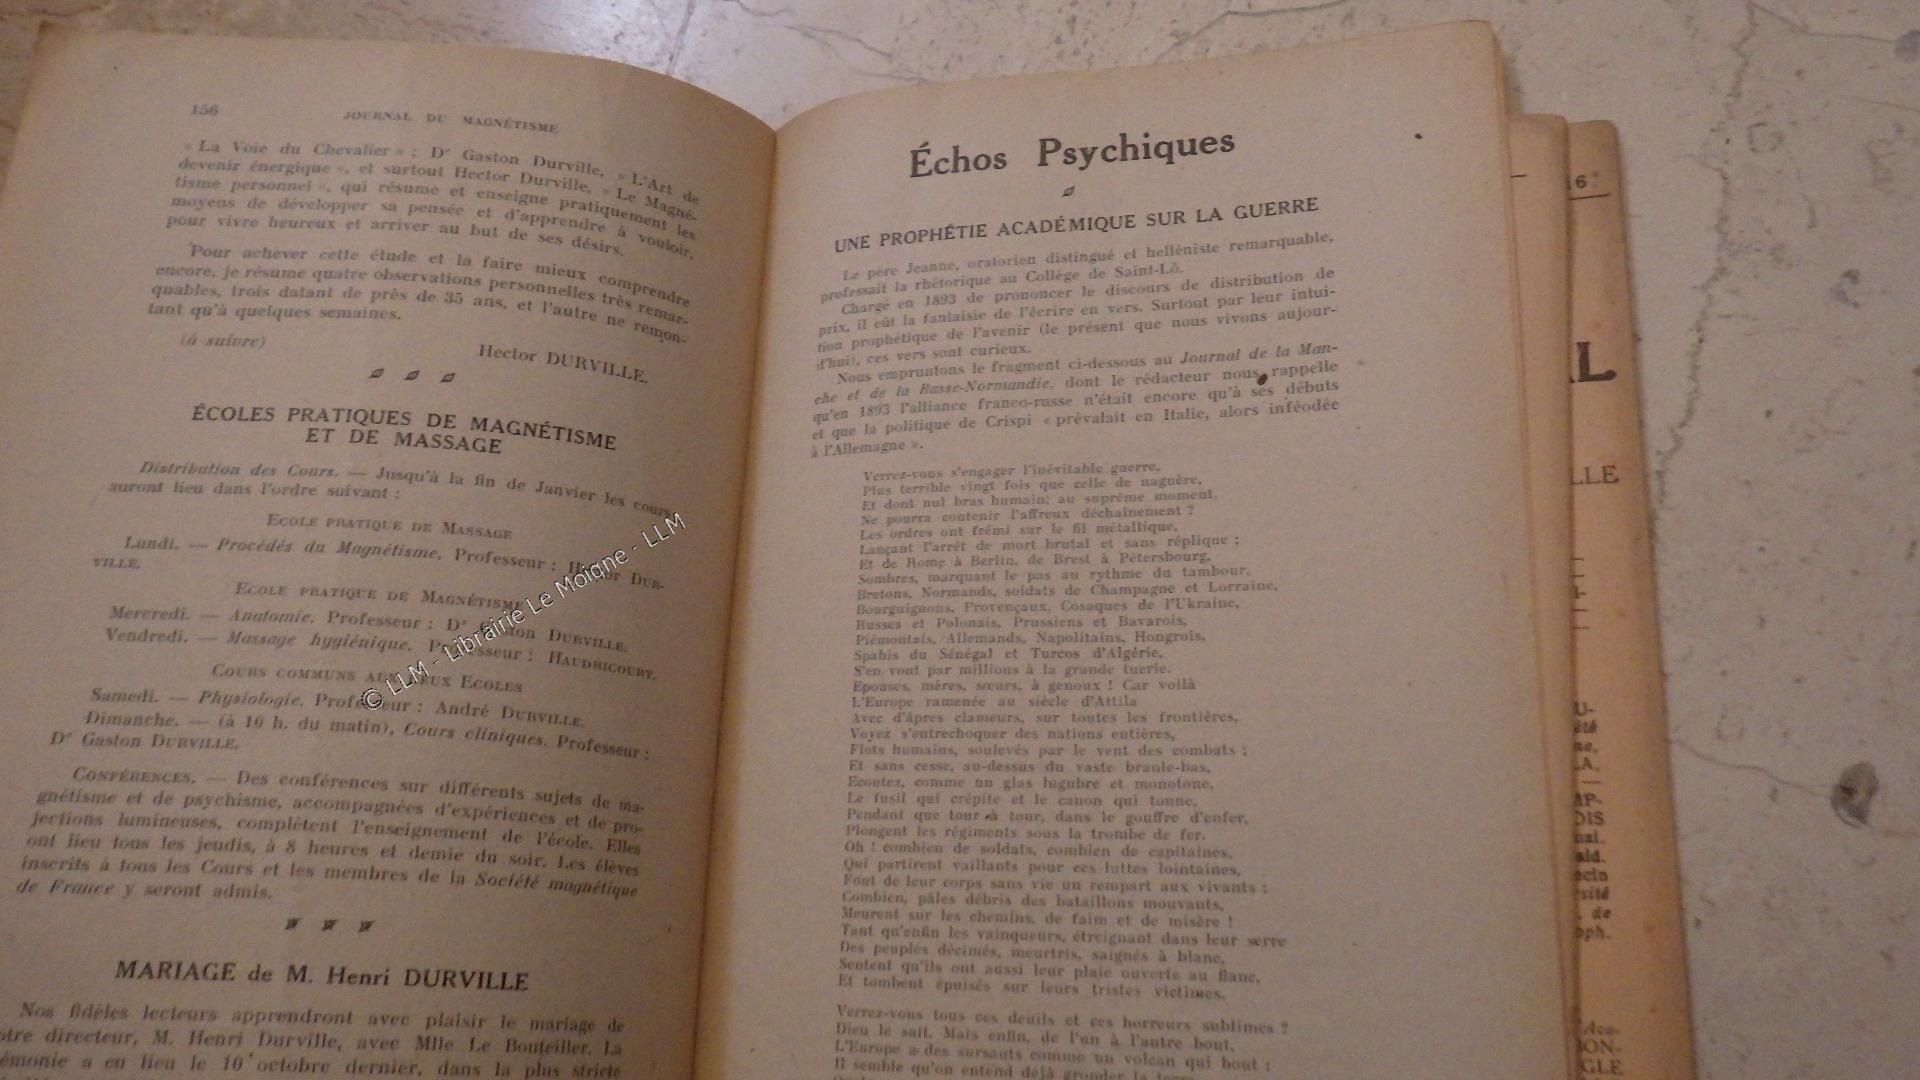 156 JOURNAL DU MAGNÉTISME
« La Voie du Chevalier » ; Dr Gaston Durville, « L'Art de
devenir énergique », et surtout Hector Durville, « Le Magné-
tisme personnel », qui résume et enseigne pratiquement les
moyens de développer sa pensée et d'apprendre à vouloir,
pour vivre heureux et arriver au but de ses désirs.
Pour achever cette étude et la faire mieux comprendre
encore, je résume quatre observations personnelles très remar-
quables, trois datant de près de 35 ans, et l'autre ne remon-
tant qu'à quelques semaines.
(à suivre)
Hector DURVILLE.
ÉCOLES PRATIQUES DE MAGNÉTISME
ET DE MASSAGE
Distribution des Cours. — Jusqu'à la fin de Janvier les cours
auront lieu dans l'ordre suivant :
ECOLE PRATIQUE DE MASSAGE
Lundi. — Procédés du Magnétisme. Professeur : Hector DUR-
VILLE.
ECOLE PRATIQUE DE MAGNÉTISME
Mercredi. — Anatomie. Professeur : Dr Gaston DURVILLE.
Vendredi. — Massage hygiénique. Professeur : HAUDRICOURT.
COURS COMMUNS AUX DEUX ECOLES
Samedi. — Physiologie. Professeur : André DURVILLE.
Dimanche. — (à 10 h. du matin), Cours cliniques. Professeur :
Dr Gaston DURVILLE.
CONFÉRENCES. — Des conférences sur différents sujets de ma-
gnétisme et de psychisme, accompagnées d'expériences et de pro-
jections lumineuses, complètent l'enseignement de l'école. Elles
ont lieu tous les jeudis, à 8 heures et demie du soir. Les élèves
inscrits à tous les Cours et les membres de la Société magnétique
de France y seront admis.
MARIAGE de M. Henri DURVILLE
Nos fidèles lecteurs apprendront avec plaisir le mariage de
otre directeur, M. Henri Durville, avec Mlle Le Bouteiller. La
émonie a eu lieu le 10 octobre dernier, dans la plus stricte
Échos Psychiques
UNE PROPHÉTIE ACADÉMIQUE SUR LA GUERRE
Le père Jeanne, oratorien distingué et helléniste remarquable,
professait la rhétorique au Collège de Saint-Lô.
Chargé en 1893 de prononcer le discours de distribution de
prix, il eût la fantaisie de l'écrire en vers. Surtout par leur intui-
tion prophétique de l'avenir (le présent que nous vivons aujour-
d'hui), ces vers sont curieux.
Nous empruntons le fragment ci-dessous au Journal de la Man-
che et de la Basse-Normandie, dont le rédacteur nous rappelle
qu'en 1893 l'alliance franco-russe n'était encore qu'à ses débuts
et que la politique de Crispi « prévalait en Italie, alors inféodée
à l'Allemagne ».
Verrez-vous s'engager l'inévitable guerre,
Plus terrible vingt fois que celle de naguère,
Et dont nul bras humain, au suprême moment,
Ne pourra contenir l'affreux déchaînement ?
Les ordres ont frémi sur le fil métallique,
Lançant l'arrêt de mort brutal et sans réplique ;
Et de Rome à Berlin, de Brest à Pétersbourg,
Sombres, marquant le pas au rythme du tambour,
Bretons, Normands, soldats de Champagne et Lorraine,
Bourguignons, Provençaux, Cosaques de l'Ukraine,
Russes et Polonais, Prussiens et Bavarois,
Piémontais, Allemands, Napolitains, Hongrois,
Spahis du Sénégal et Turcos d'Algérie,
S'en vont par millions à la grande tuerie.
Epouses, mères, sœurs, à genoux ! Car voilà
L'Europe ramenée au siècle d'Attila
Avec d'âpres clameurs, sur toutes les frontières,
Voyez s'entrechoquer des nations entières,
Flots humains, soulevés par le vent des combats ;
Et sans cesse, au-dessus du vaste branle-bas,
Ecoutez, comme un glas lugubre et monotone,
Le fusil qui crépite et le canon qui tonne,
Pendant que tour à tour, dans le gouffre d'enfer,
Plongent les régiments sous la trombe de fer.
Oh ! combien de soldats, combien de capitaines,
Qui partirent vaillants pour ces luttes lointaines,
Font de leur corps sans vie un rempart aux vivants ;
Combien, pâles débris des bataillons mouvants,
Meurent sur les chemins, de faim et de misère !
Tant qu'enfin les vainqueurs, étreignant dans leur serre
Des peuples décimés, meurtris, saignés à blanc,
Sentent qu'ils ont aussi leur plaie ouverte au flanc,
Et tombent épuisés sur leurs tristes victimes.
Verrez-vous tous ces deuils et ces horreurs sublimes ?
Dieu le sait. Mais enfin, de l'un à l'autre bout,
L'Europe a des sursauts comme un volcan qui bout ;
Il semble qu'on entend déjà gronder la terre
16
AL
LLE
U-
été
ne,
LA,
AP-
OIS
nal.
ald.
ecin
rsité
. de
oph.
Aca-
ION-
GLE
© LLM - Librairie Le Moigne - LLM